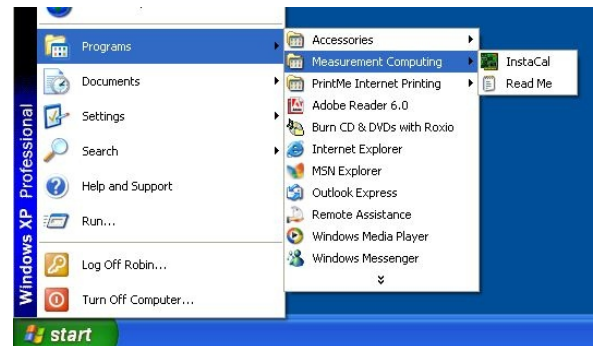 Programs
Documents
Settings
Search
Help and Support
Run...
Log Off Robin...
Turn Off Computer...
Windows XP Professional
start
Accessories
Measurement Computing
PrintMe Internet Printing
Adobe Reader 6.0
Burn CD & DVDs with Roxio
Internet Explorer
MSN Explorer
Outlook Express
Remote Assistance
Windows Media Player
Windows Messenger
InstaCal
Read Me